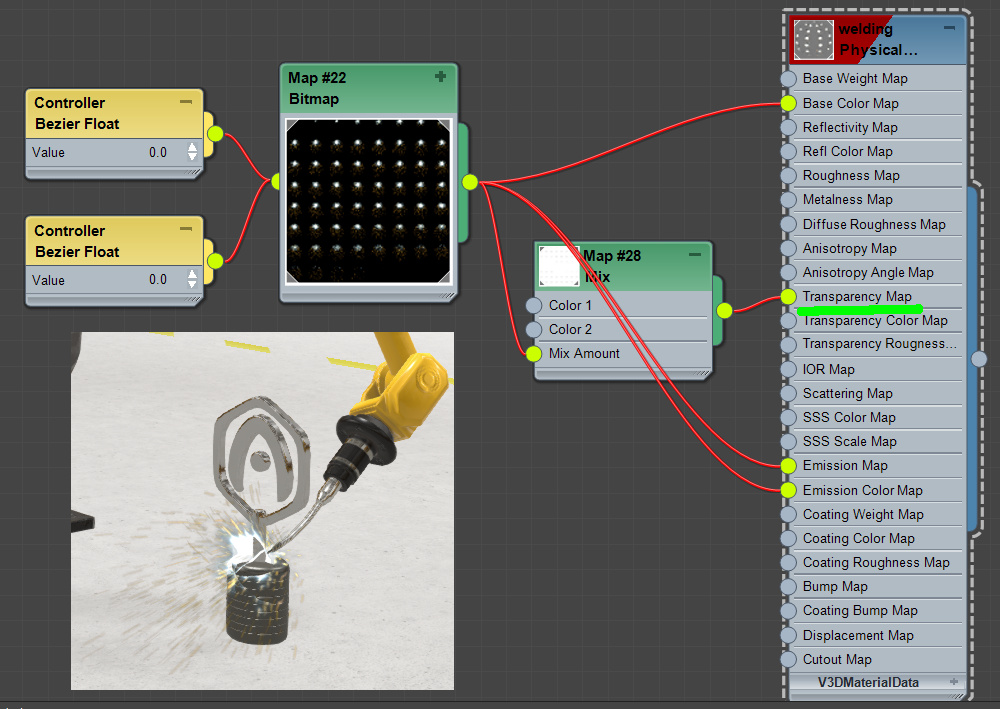 Controller
Bezier Float
Value 0.0
Controller
Bezier Float
Value 0.0
Map #22
Bitmap
Map #28
Mix
Color 1
Color 2
Mix Amount
welding
Physical...
Base Weight Map
Base Color Map
Reflectivity Map
Refl Color Map
Roughness Map
Metalness Map
Diffuse Roughness Map
Anisotropy Map
Anisotropy Angle Map
Transparency Map
Transparency Color Map
Transparency Rougness...
IOR Map
Scattering Map
SSS Color Map
SSS Scale Map
Emission Map
Emission Color Map
Coating Weight Map
Coating Color Map
Coating Roughness Map
Bump Map
Coating Bump Map
Displacement Map
Cutout Map
V3DMaterialData